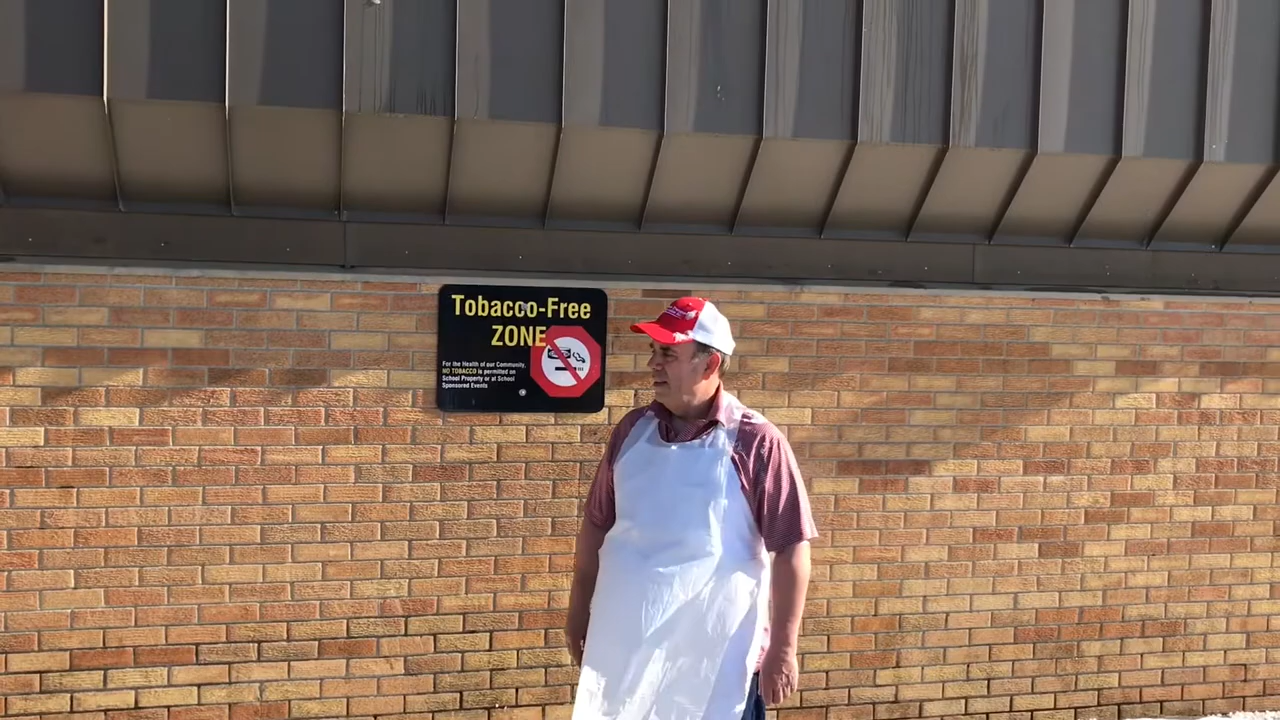 Tobacco-Free
ZONE
For the Health of our Community,
NO TOBACCO is permitted on
School Property or at School
Sponsored Events